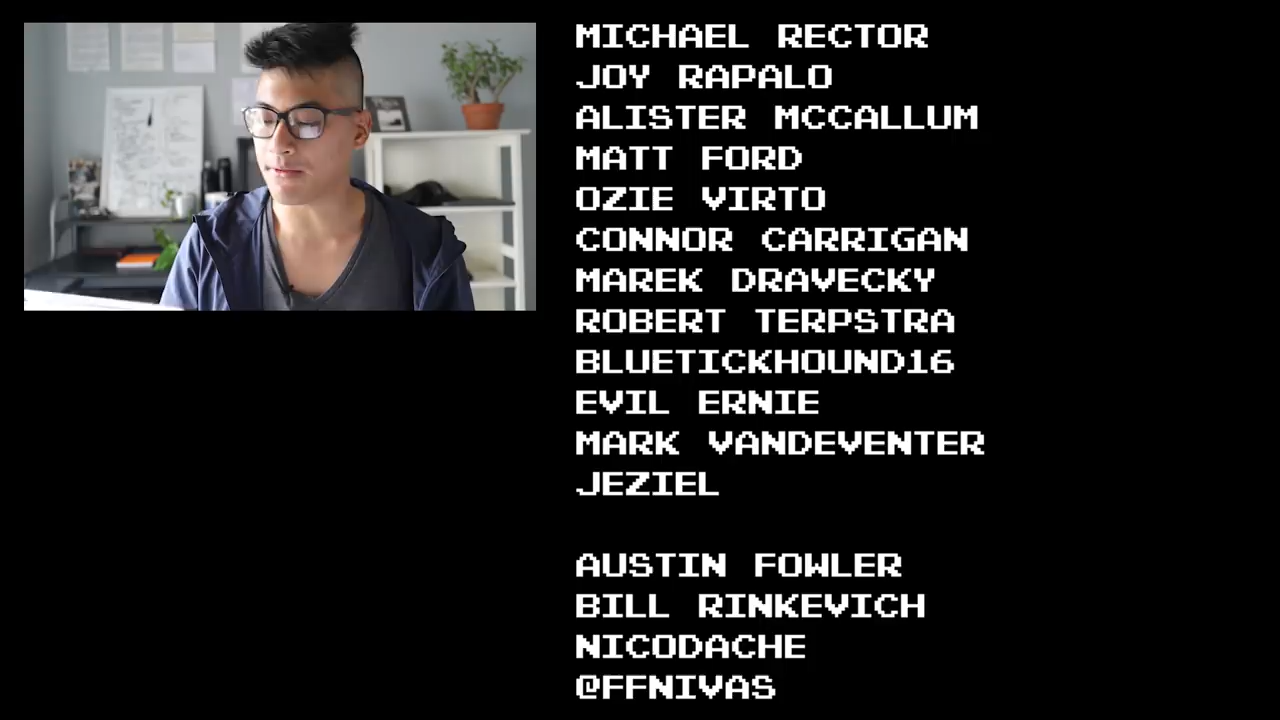 MICHAEL RECTOR
JOY RAPALO
ALISTER MCCALLUM
MATT FORD
OZIE VIRTO
CONNOR CARRIGAN
MAREK DRAVECKY
ROBERT TERPSTRA
BLUETICKHOUND16
EVIL ERNIE
MARK VANDEVENTER
JEZIEL
AUSTIN FOWLER
BILL RINKEVICH
NICODACHE
@FFNIVAS